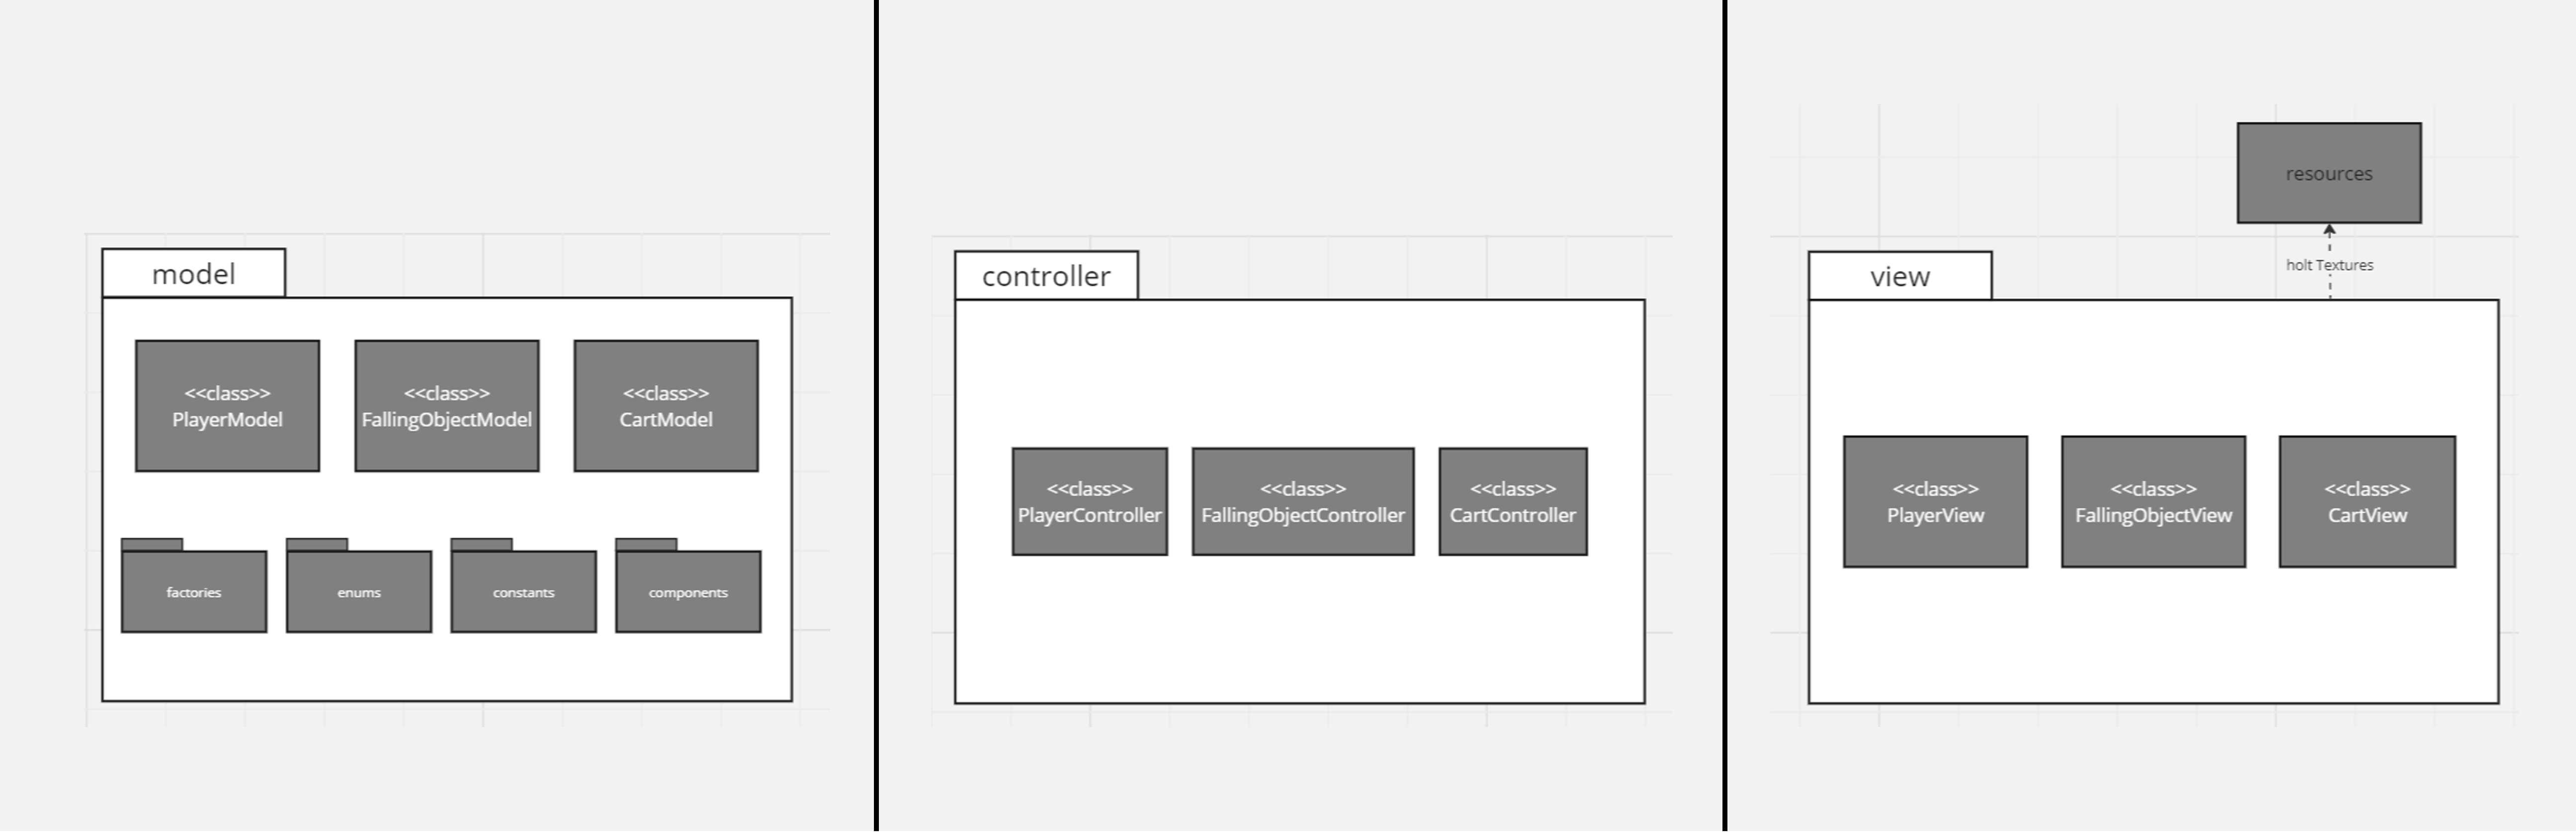 model
<<class>>
PlayerModel
<<class>>
FallingObjectModel
<<class>>
CartModel
factories
enums
constants
components
controller
<<class>>
PlayerController
<<class>>
FallingObjectController
<<class>>
CartController
resources
holt Textures
view
<<class>>
PlayerView
<<class>>
FallingObjectView
<<class>>
CartView